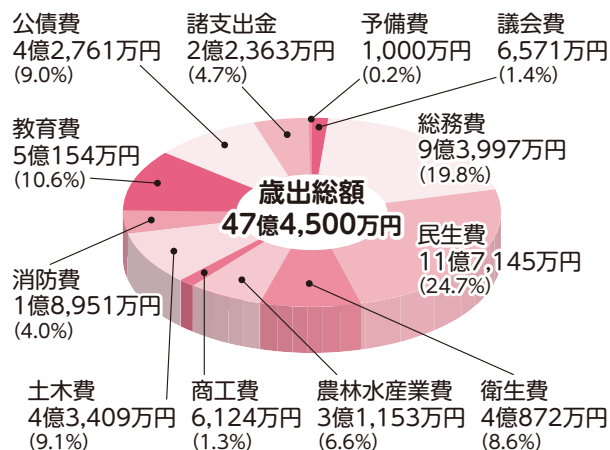 公債費
4億2,761万円
(9.0%)
諸支出金
2億2,363万円
(4.7%)
予備費
1,000万円
(0.2%)
議会費
6,571万円
(1.4%)
教育費
5億154万円
(10.6%)
総務費
9億3,997万円
(19.8%)
歳出総額
47億4,500万円
民生費
11億7,145万円
(24.7%)
消防費
1億8,951万円
(4.0%)
土木費
4億3,409万円
(9.1%)
商工費
6,124万円
(1.3%)
農林水産業費
3億1,153万円
(6.6%)
衛生費
4億872万円
(8.6%)